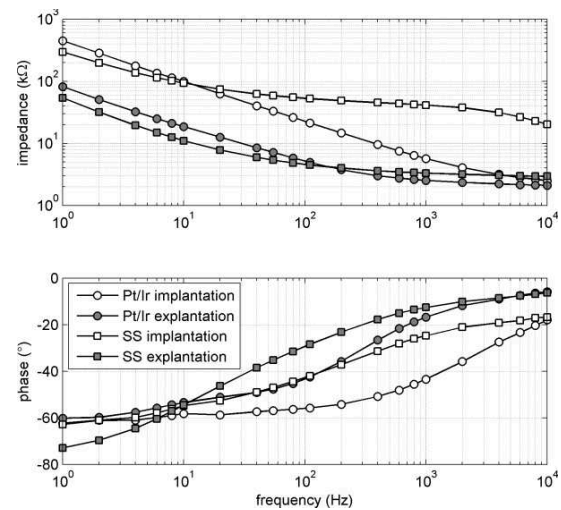 10³
10²
10¹
10⁰
impedance (kΩ)
10⁰ 10¹ 10² 10³ 10⁴
0
-20
-40
-60
-80
phase (°)
Pt/Ir implantation
Pt/Ir explantation
SS implantation
SS explantation
10⁰ 10¹ 10² 10³ 10⁴
frequency (Hz)